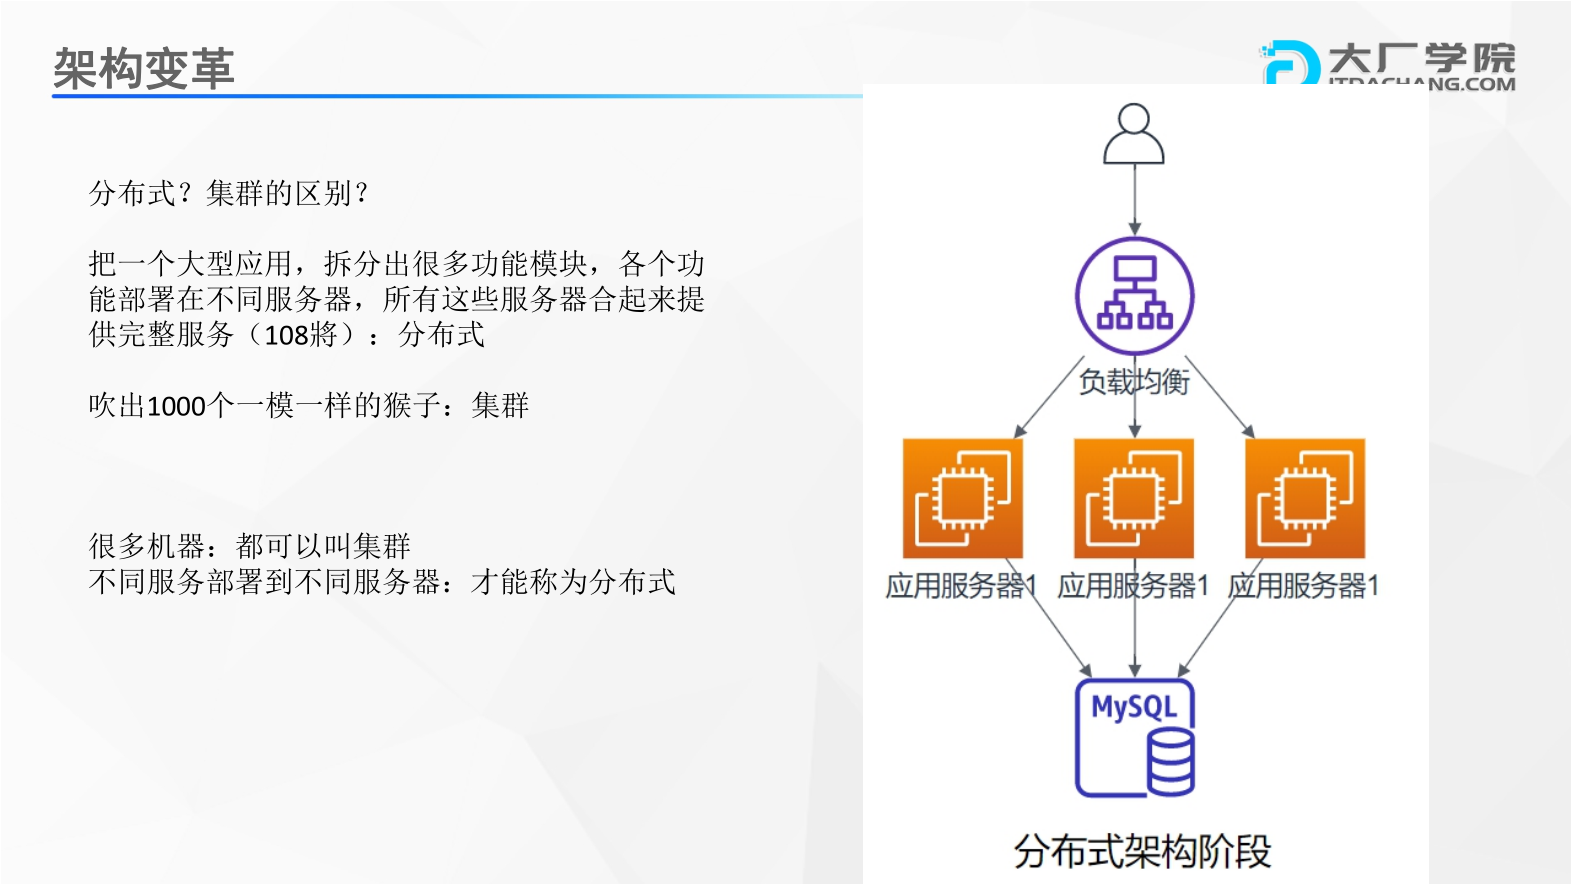 架构变革
大厂学院
ITDACHANG.COM
分布式？集群的区别？
把一个大型应用，拆分出很多功能模块，各个功
能部署在不同服务器，所有这些服务器合起来提
供完整服务（108將）：分布式
吹出1000个一模一样的猴子：集群
很多机器：都可以叫集群
不同服务部署到不同服务器：才能称为分布式
负载均衡
应用服务器1
应用服务器1
应用服务器1
MySQL
分布式架构阶段